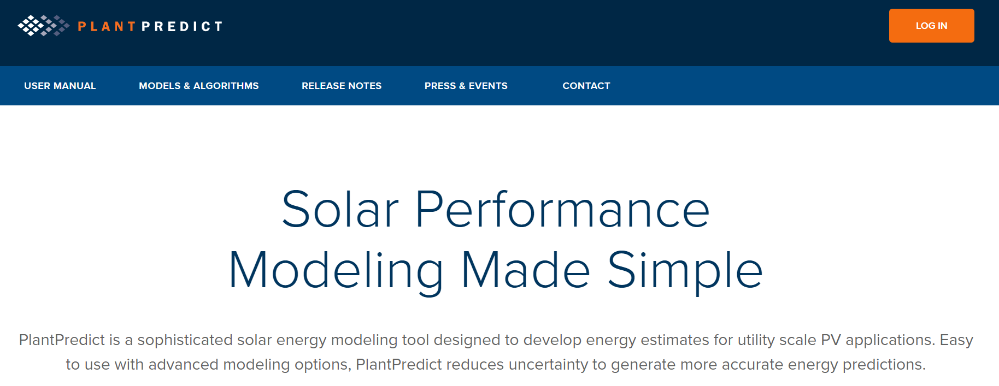 PLANT PREDICT
LOG IN
USER MANUAL
MODELS & ALGORITHMS
RELEASE NOTES
PRESS & EVENTS
CONTACT
Solar Performance
Modeling Made Simple
PlantPredict is a sophisticated solar energy modeling tool designed to develop energy estimates for utility scale PV applications. Easy
to use with advanced modeling options, PlantPredict reduces uncertainty to generate more accurate energy predictions.